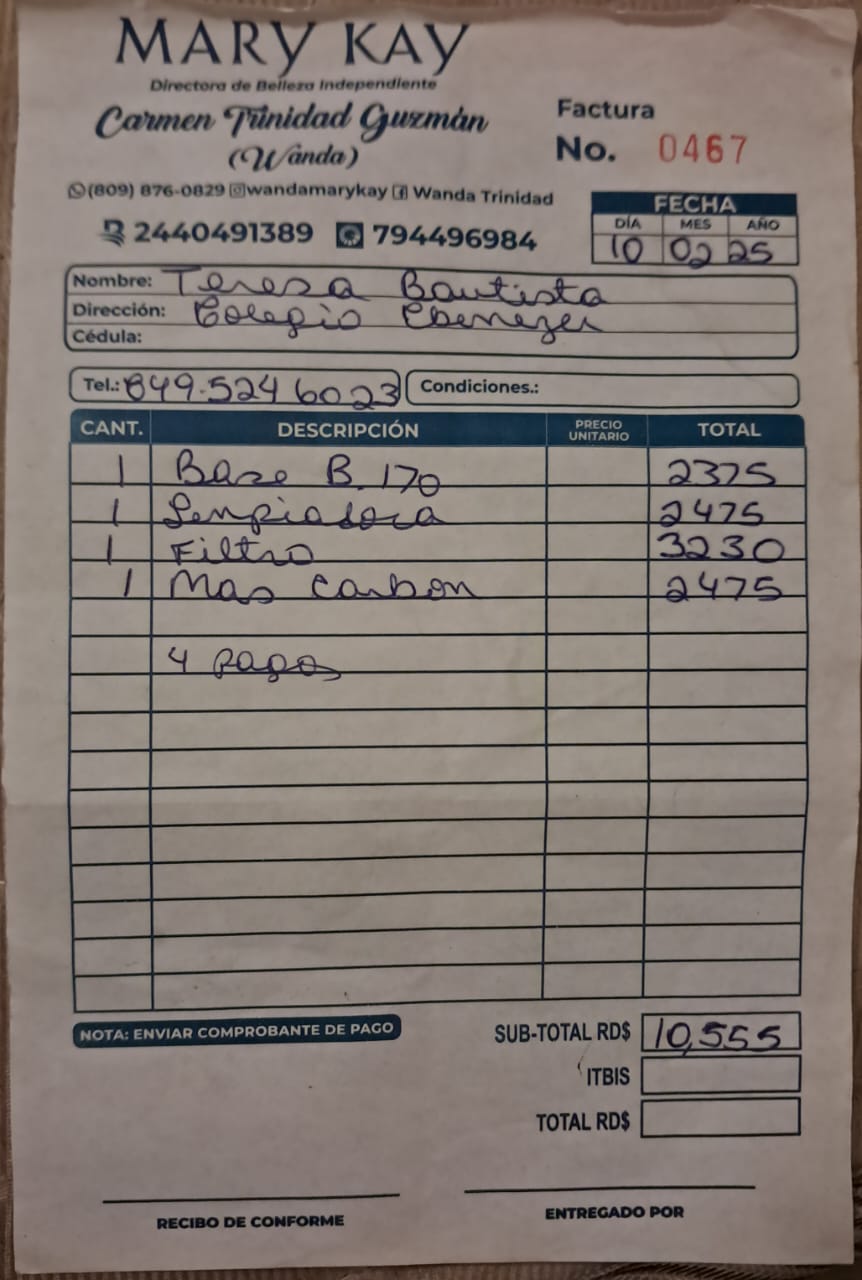 MARY KAY
Directora de Belleza Independiente
Carmen Trinidad Guzmán
(Wanda)
Factura
No. 0467
(809) 876-0829 wandamarykay Wanda Trinidad
2440491389 794496984
FECHA
DÍA MES AÑO
10 02 25
Nombre: Teresa Bautista
Dirección: Colegio Ebenezer
Cédula:
Tel.: 849.524 6023 Condiciones.:
CANT. DESCRIPCIÓN PRECIO UNITARIO TOTAL
1 Base B. 170 2375
1 Lempiadora 2475
1 Filtro 3230
1 Mas carbon 2475
4 Pagos
NOTA: ENVIAR COMPROBANTE DE PAGO
SUB-TOTAL RD$ 10,555
ITBIS
TOTAL RD$
RECIBO DE CONFORME
ENTREGADO POR